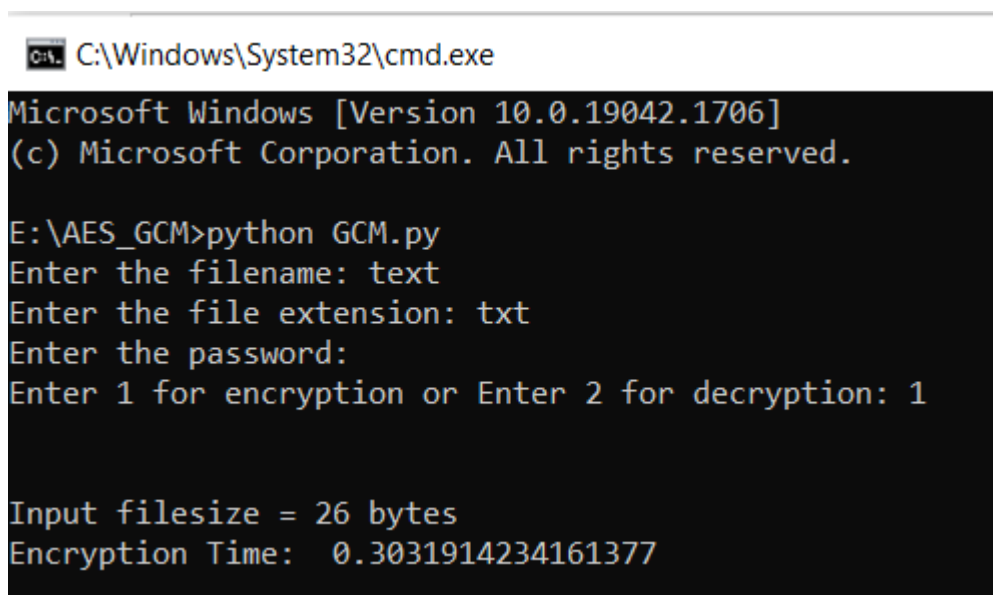 C:\Windows\System32\cmd.exe
Microsoft Windows [Version 10.0.19042.1706]
(c) Microsoft Corporation. All rights reserved.
E:\AES_GCM>python GCM.py
Enter the filename: text
Enter the file extension: txt
Enter the password:
Enter 1 for encryption or Enter 2 for decryption: 1
Input filesize = 26 bytes
Encryption Time:  0.3031914234161377